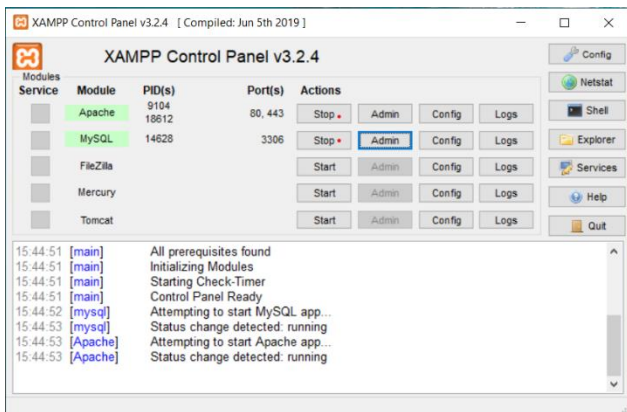 XAMPP Control Panel v3.2.4 [ Compiled: Jun 5th 2019 ]
XAMPP Control Panel v3.2.4
Config
Modules
Service Module PID(s) Port(s) Actions
Netstat
Apache 9104 18612 80, 443 Stop Admin Config Logs
Shell
MySQL 14628 3306 Stop Admin Config Logs
Explorer
FileZilla Start Admin Config Logs
Services
Mercury Start Admin Config Logs
Help
Tomcat Start Admin Config Logs
Quit
15:44:51 [main] All prerequisites found
15:44:51 [main] Initializing Modules
15:44:51 [main] Starting Check-Timer
15:44:51 [main] Control Panel Ready
15:44:52 [mysql] Attempting to start MySQL app...
15:44:53 [mysql] Status change detected: running
15:44:53 [Apache] Attempting to start Apache app...
15:44:53 [Apache] Status change detected: running